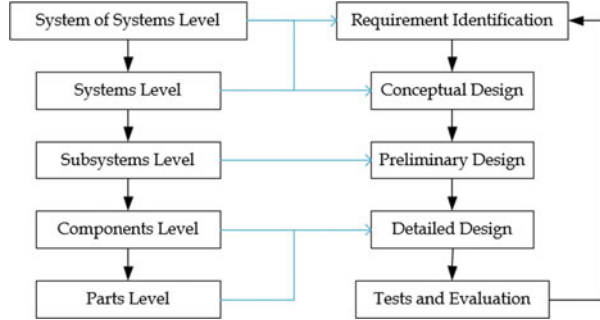 System of Systems Level
Requirement Identification
Systems Level
Conceptual Design
Subsystems Level
Preliminary Design
Components Level
Detailed Design
Parts Level
Tests and Evaluation